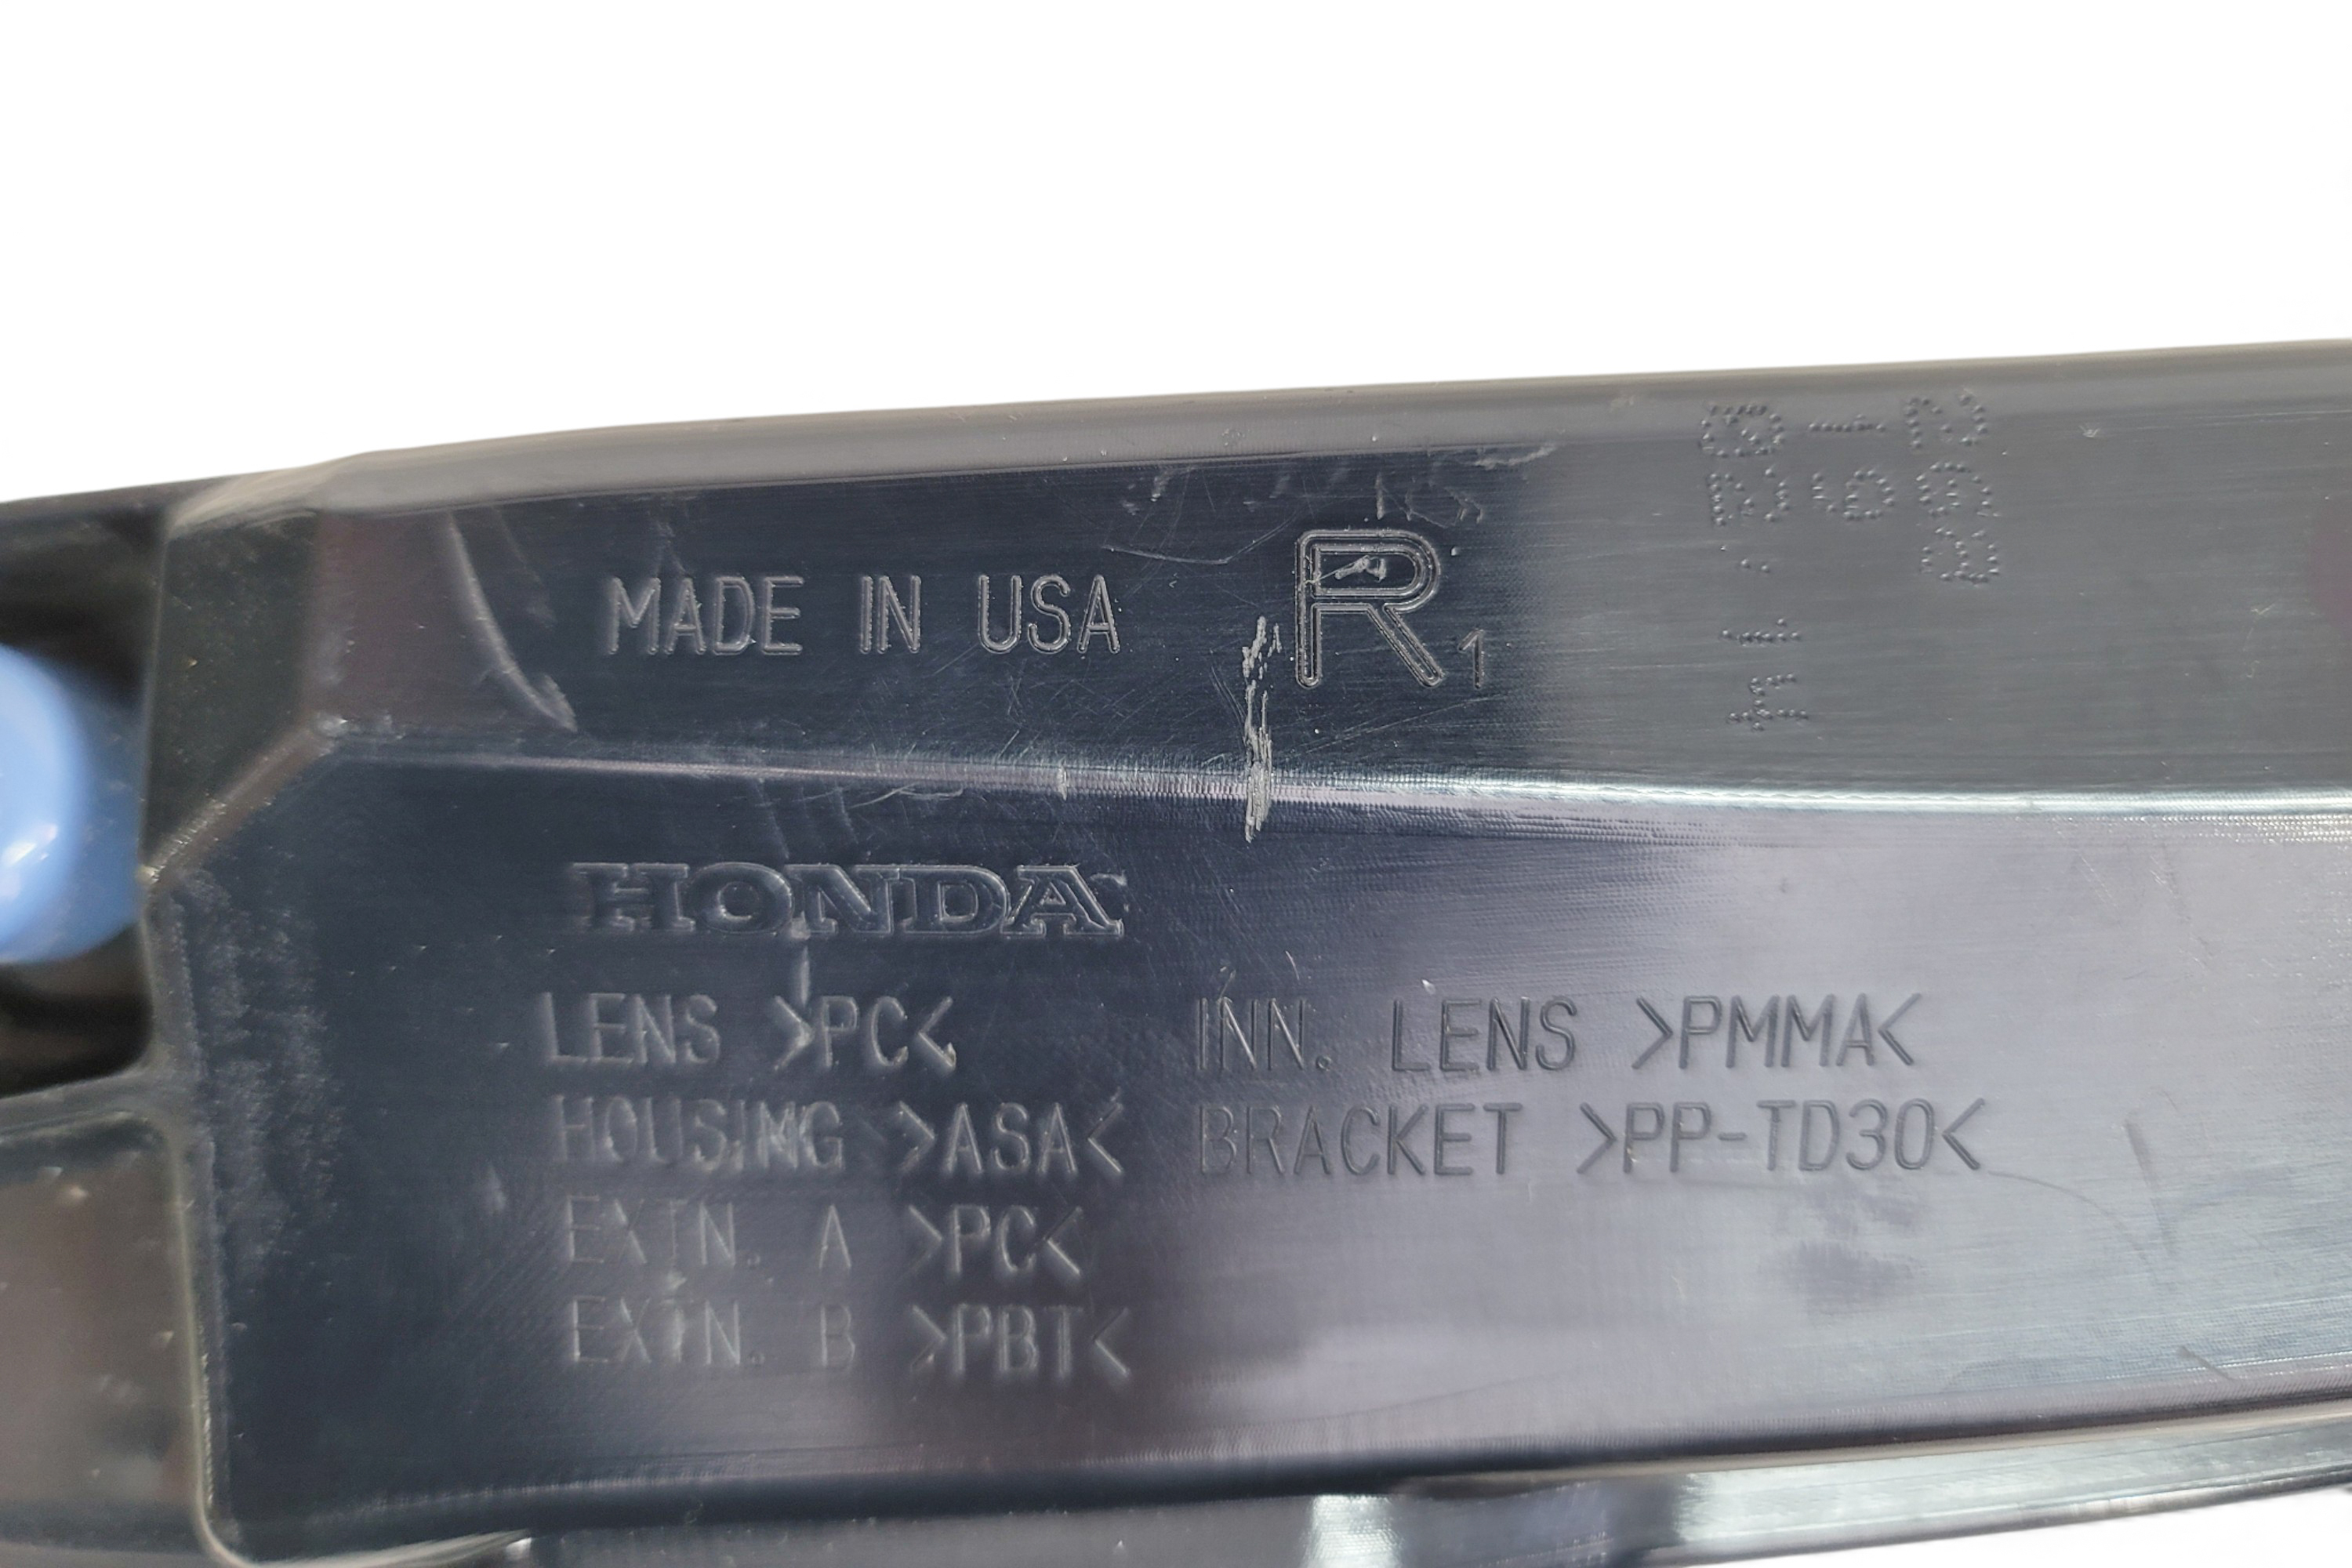 MADE IN USA R1
HONDA
LENS >PC< INN. LENS >PMMA<
HOUSING >ASA< BRACKET >PP-TD30<
EXTN. A >PC<
EXTN. B >PBT<